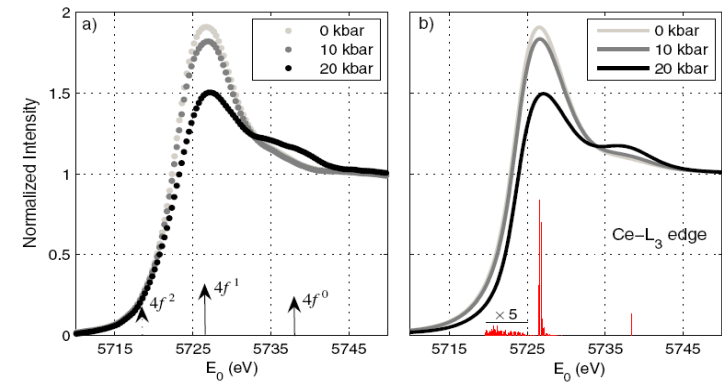 a)
0 kbar
10 kbar
20 kbar
b)
0 kbar
10 kbar
20 kbar
2
1.5
1
0.5
0
Normalized Intensity
4f²
4f¹
4f⁰
Ce−L₃ edge
× 5
5715 5725 5735 5745
5715 5725 5735 5745
E₀ (eV)
E₀ (eV)